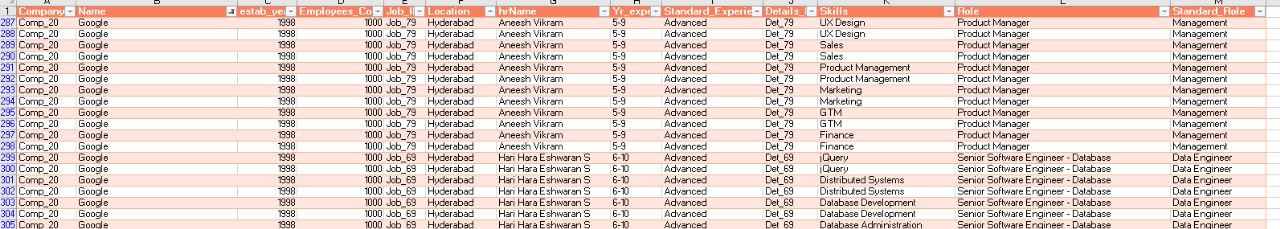 A B C D E F G H I J K L M
1 Company Name estab_ye Employees_Co Job_I Location hrName Yr_expe Standard_Experie Details_ Skills Role Standard_Role
287 Comp_20 Google 1998 1000 Job_79 Hyderabad Aneesh Vikram 5-9 Advanced Det_79 UX Design Product Manager Management
288 Comp_20 Google 1998 1000 Job_79 Hyderabad Aneesh Vikram 5-9 Advanced Det_79 UX Design Product Manager Management
289 Comp_20 Google 1998 1000 Job_79 Hyderabad Aneesh Vikram 5-9 Advanced Det_79 Sales Product Manager Management
290 Comp_20 Google 1998 1000 Job_79 Hyderabad Aneesh Vikram 5-9 Advanced Det_79 Sales Product Manager Management
291 Comp_20 Google 1998 1000 Job_79 Hyderabad Aneesh Vikram 5-9 Advanced Det_79 Product Management Product Manager Management
292 Comp_20 Google 1998 1000 Job_79 Hyderabad Aneesh Vikram 5-9 Advanced Det_79 Product Management Product Manager Management
293 Comp_20 Google 1998 1000 Job_79 Hyderabad Aneesh Vikram 5-9 Advanced Det_79 Marketing Product Manager Management
294 Comp_20 Google 1998 1000 Job_79 Hyderabad Aneesh Vikram 5-9 Advanced Det_79 Marketing Product Manager Management
295 Comp_20 Google 1998 1000 Job_79 Hyderabad Aneesh Vikram 5-9 Advanced Det_79 GTM Product Manager Management
296 Comp_20 Google 1998 1000 Job_79 Hyderabad Aneesh Vikram 5-9 Advanced Det_79 GTM Product Manager Management
297 Comp_20 Google 1998 1000 Job_79 Hyderabad Aneesh Vikram 5-9 Advanced Det_79 Finance Product Manager Management
298 Comp_20 Google 1998 1000 Job_79 Hyderabad Aneesh Vikram 5-9 Advanced Det_79 Finance Product Manager Management
299 Comp_20 Google 1998 1000 Job_69 Hyderabad Hari Hara Eshwaran S 6-10 Advanced Det_69 jQuery Senior Software Engineer - Database Data Engineer
300 Comp_20 Google 1998 1000 Job_69 Hyderabad Hari Hara Eshwaran S 6-10 Advanced Det_69 jQuery Senior Software Engineer - Database Data Engineer
301 Comp_20 Google 1998 1000 Job_69 Hyderabad Hari Hara Eshwaran S 6-10 Advanced Det_69 Distributed Systems Senior Software Engineer - Database Data Engineer
302 Comp_20 Google 1998 1000 Job_69 Hyderabad Hari Hara Eshwaran S 6-10 Advanced Det_69 Distributed Systems Senior Software Engineer - Database Data Engineer
303 Comp_20 Google 1998 1000 Job_69 Hyderabad Hari Hara Eshwaran S 6-10 Advanced Det_69 Database Development Senior Software Engineer - Database Data Engineer
304 Comp_20 Google 1998 1000 Job_69 Hyderabad Hari Hara Eshwaran S 6-10 Advanced Det_69 Database Development Senior Software Engineer - Database Data Engineer
305 Comp_20 Google 1998 1000 Job_69 Hyderabad Hari Hara Eshwaran S 6-10 Advanced Det_69 Database Administration Senior Software Engineer - Database Data Engineer